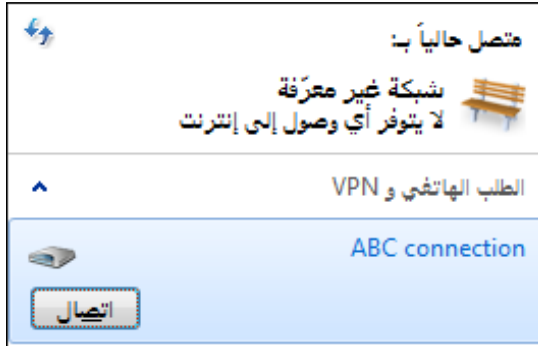 متصل حالياً بـ:
شبكة غير معرّفة
لا يتوفر أي وصول إلى إنترنت
الطلب الهاتفي و VPN
ABC connection
اتصال